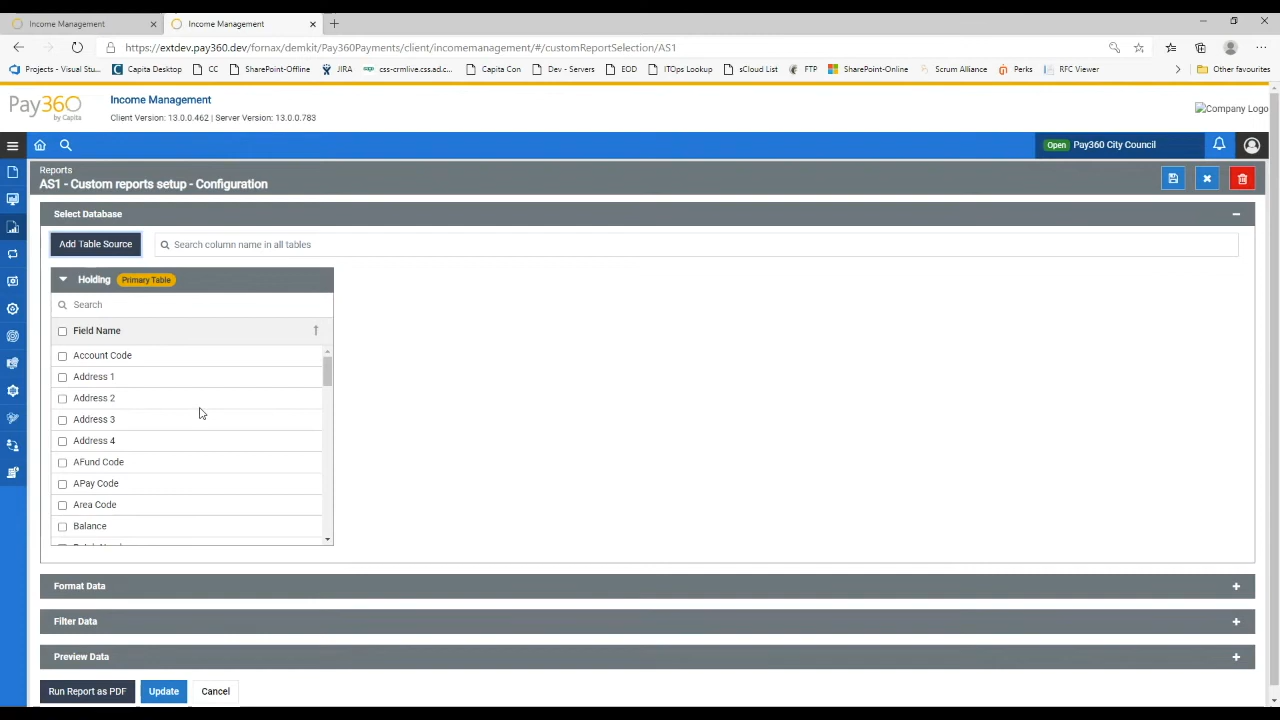 Income Management
Income Management
https://extdev.pay360.dev/fornax/demkit/Pay360Payments/client/incomemanagement/#/customReportSelection/AS1
Projects - Visual Stu...
Capita Desktop
CC
SharePoint-Offline
JIRA
css-crmlive.css.ad.c...
Capita Con
Dev - Servers
EOD
ITOps Lookup
sCloud List
FTP
SharePoint-Online
Scrum Alliance
Perks
RFC Viewer
Other favourites
Pay360
by Capita
Income Management
Client Version: 13.0.0.462 | Server Version: 13.0.0.783
Company Logo
Open Pay360 City Council
Reports
AS1 - Custom reports setup - Configuration
Select Database
Add Table Source
Search column name in all tables
Holding Primary Table
Search
Field Name
Account Code
Address 1
Address 2
Address 3
Address 4
AFund Code
APay Code
Area Code
Balance
Format Data
Filter Data
Preview Data
Run Report as PDF
Update
Cancel